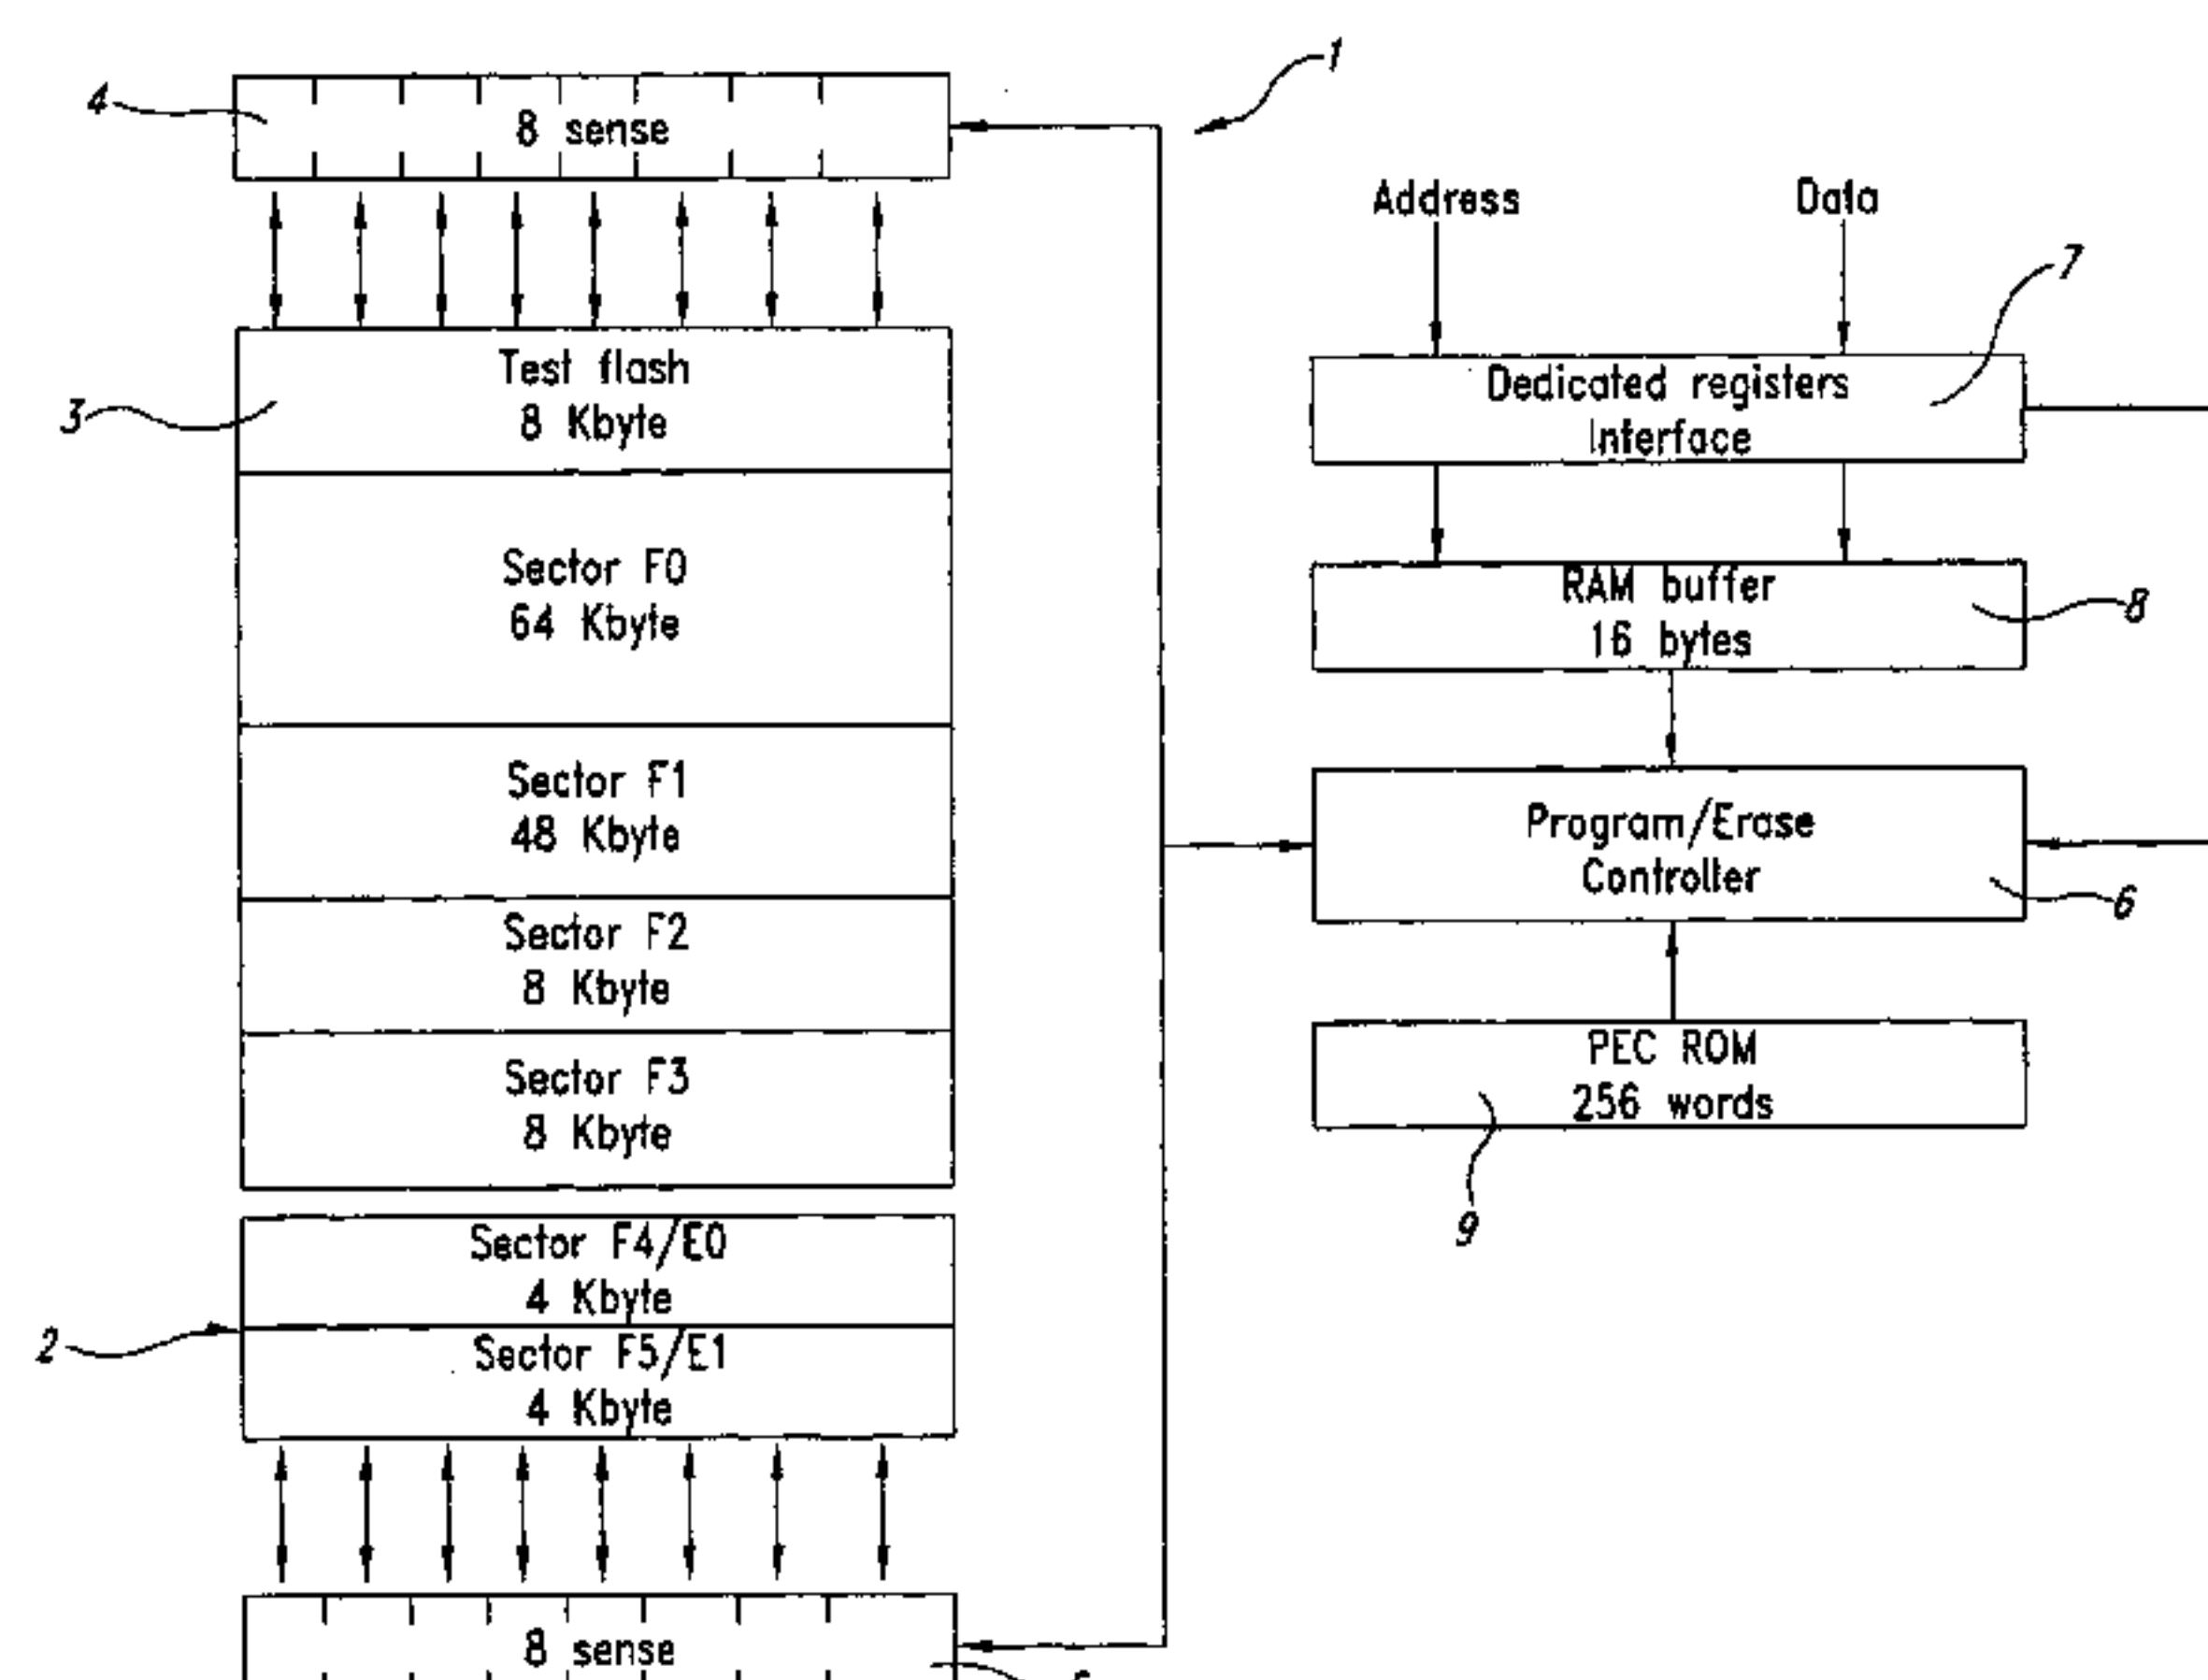 1
4
8 sense
Address
Data
7
Test flash
8 Kbyte
3
Dedicated registers
Interface
Sector F0
64 Kbyte
RAM buffer
16 bytes
8
Sector F1
48 Kbyte
Program/Erase
Controller
6
Sector F2
8 Kbyte
Sector F3
8 Kbyte
PEC ROM
256 words
9
Sector F4/E0
4 Kbyte
2
Sector F5/E1
4 Kbyte
8 sense